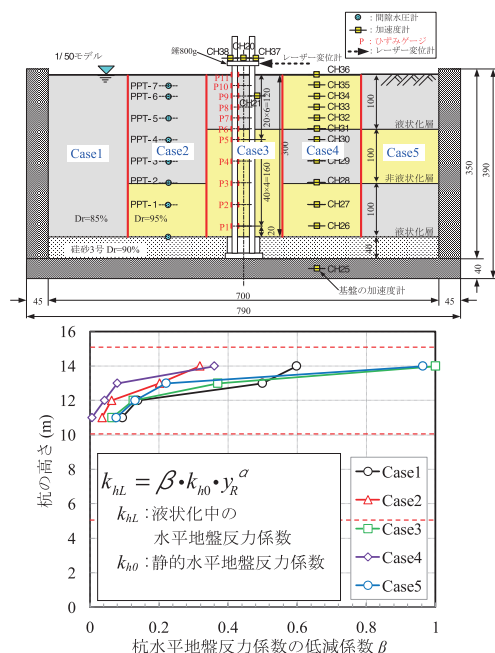 : 間隙水圧計
: 加速度計
P : ひずみゲージ
: レーザー変位計
CH38 CH20 CH37
錘800g
レーザー変位計
1/50モデル
CH36
PPT-7
P11
CH35
PPT-6
P10
CH34
P9
CH21
CH33
P8
PPT-5
P7
CH32
P6
CH31
PPT-4
P5
CH30
PPT-3
P4
CH29
PPT-2
P3
CH28
PPT-1
P2
CH27
P1
CH26
CH25
20×6=120
40×4=160
300
20
Case1
Case2
Case3
Case4
Case5
100
液状化層
100
非液状化層
100
液状化層
40
350
390
40
Dr=85%
Dr=95%
硅砂3号 Dr=90%
基盤の加速度計
45
700
45
790
16
14
12
10
8
6
4
2
0
杭の高さ (m)
k_hL = β・k_h0・y_R^α
k_hL : 液状化中の
水平地盤反力係数
k_h0 : 静的水平地盤反力係数
Case1
Case2
Case3
Case4
Case5
0 0.2 0.4 0.6 0.8 1
杭水平地盤反力係数の低減係数 β